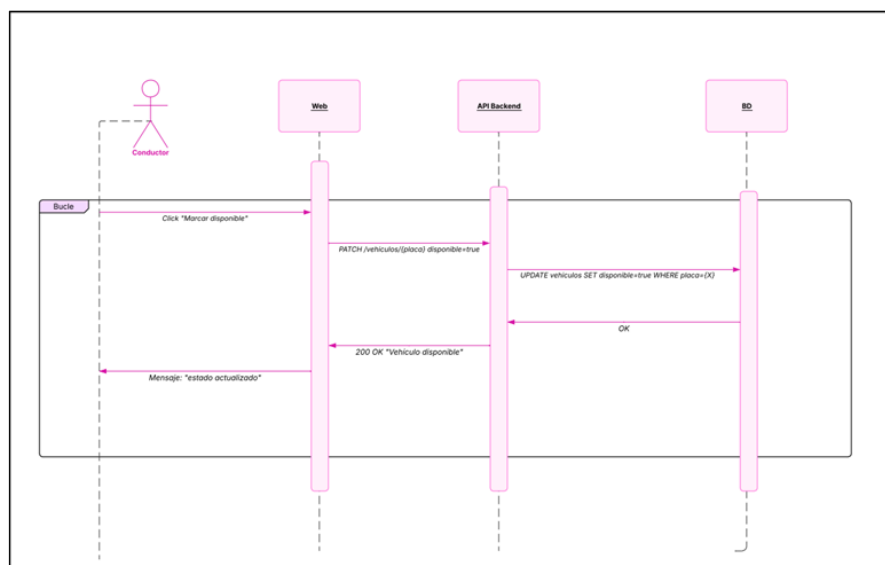 Web
API Backend
BD
Conductor
Bucle
Click "Marcar disponible"
PATCH /vehiculos/{placa} disponible=true
UPDATE vehiculos SET disponible=true WHERE placa={X}
OK
200 OK "Vehículo disponible"
Mensaje: "estado actualizado"